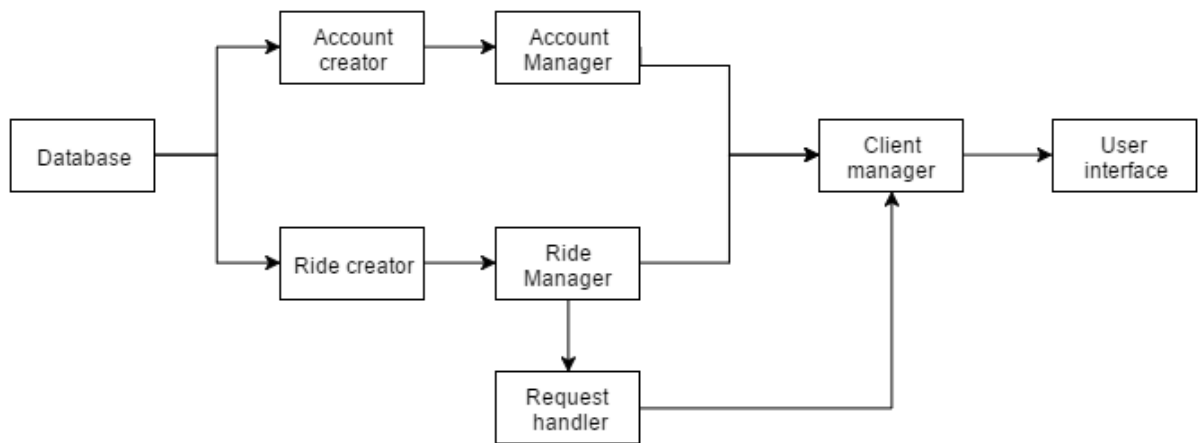 Account
creator
Account
Manager
Database
Client
manager
User
interface
Ride creator
Ride
Manager
Request
handler